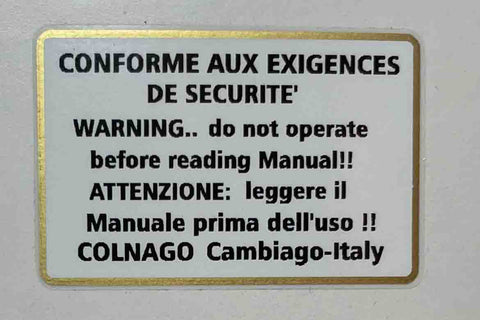 CONFORME AUX EXIGENCES
DE SECURITE'
WARNING.. do not operate
before reading Manual!!
ATTENZIONE: leggere il
Manuale prima dell'uso !!
COLNAGO Cambiago-Italy